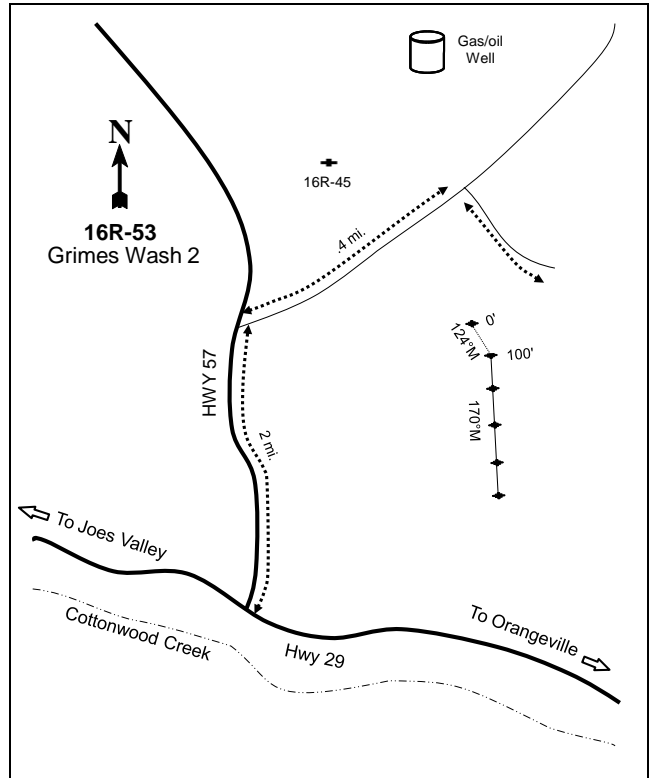 Gas/oil
Well
N
16R-45
16R-53
Grimes Wash 2
.4 mi.
0'
124°M
100'
HWY 57
170°M
2 mi.
To Joes Valley
Cottonwood Creek
Hwy 29
To Orangeville